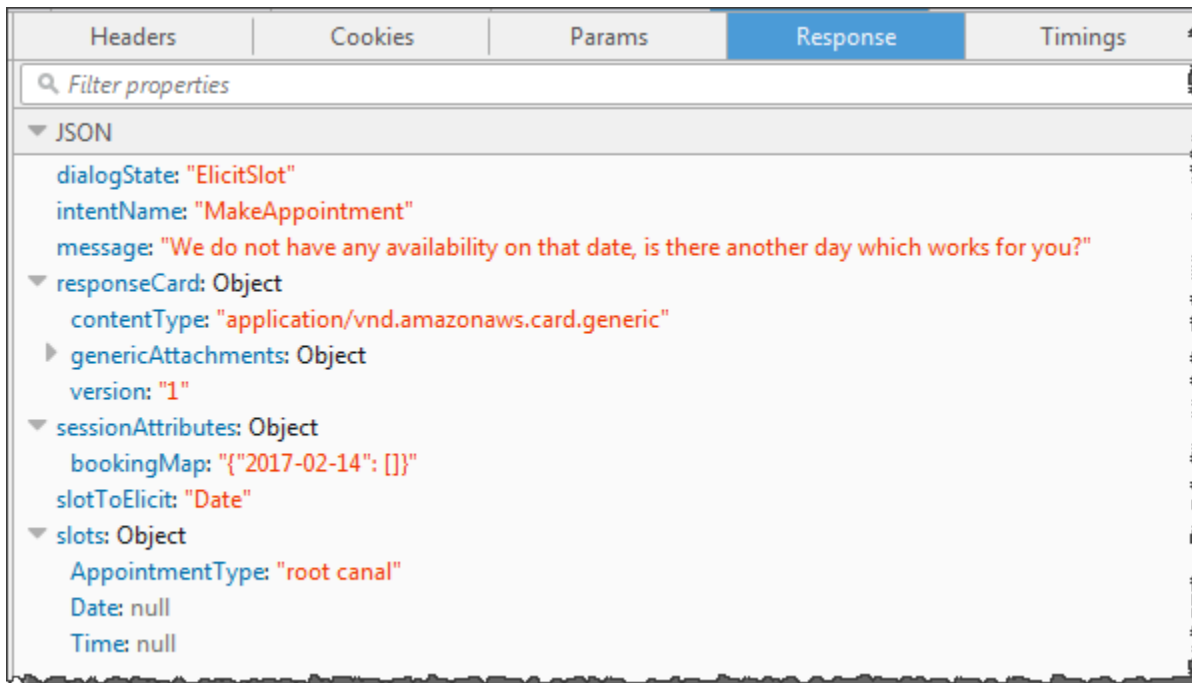 Headers Cookies Params Response Timings
Filter properties
JSON
dialogState: "ElicitSlot"
intentName: "MakeAppointment"
message: "We do not have any availability on that date, is there another day which works for you?"
responseCard: Object
contentType: "application/vnd.amazonaws.card.generic"
genericAttachments: Object
version: "1"
sessionAttributes: Object
bookingMap: "{"2017-02-14": []}"
slotToElicit: "Date"
slots: Object
AppointmentType: "root canal"
Date: null
Time: null